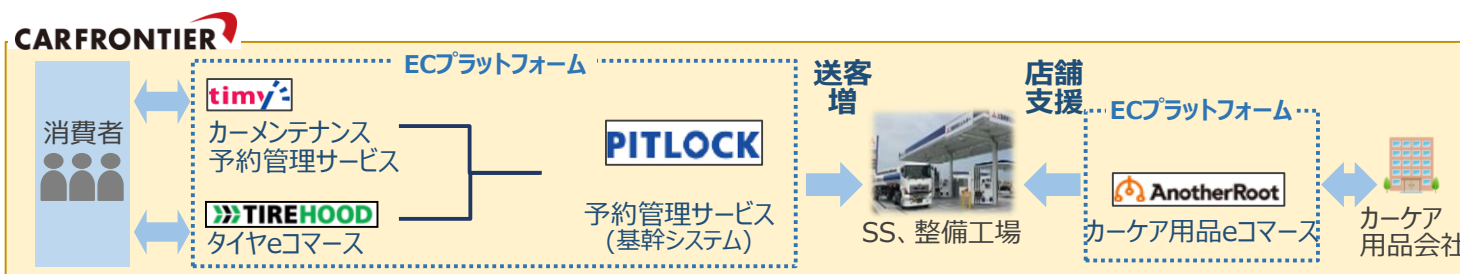 CARFRONTIER
ECプラットフォーム
消費者
timy
カーメンテナンス
予約管理サービス
TIREHOOD
タイヤeコマース
PITLOCK
予約管理サービス
(基幹システム)
送客
増
SS、整備工場
店舗
支援
ECプラットフォーム
AnotherRoot
カーケア用品eコマース
カーケア
用品会社